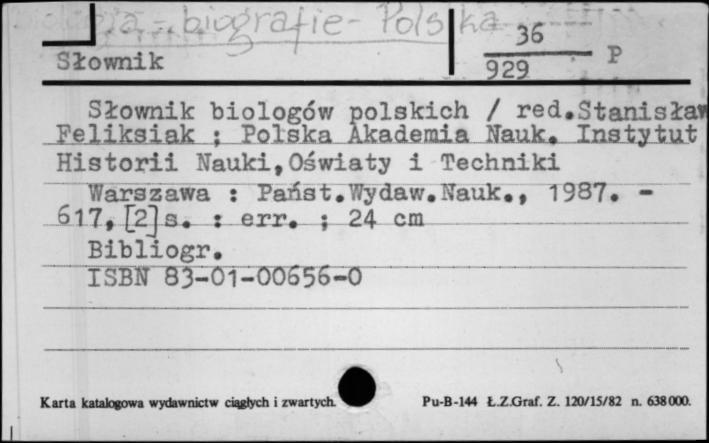 biologia - biografie - Polska
36
Słownik
929
P
Słownik biologów polskich / red.Stanisław
Feliksiak ; Polska Akademia Nauk. Instytut
Historii Nauki,Oświaty i Techniki
Warszawa : Państ.Wydaw.Nauk., 1987. -
617,[2]s. : err. ; 24 cm
Bibliogr.
ISBN 83-01-00656-0
Karta katalogowa wydawnictw ciągłych i zwartych.
Pu-B-144 Ł.Z.Graf. Z. 120/15/82 n. 638000.